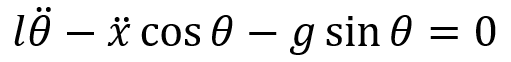 lθ̈ − ẍ cos θ − g sin θ = 0